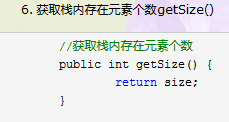 6. 获取栈内存在元素个数getSize()
//获取栈内存在元素个数
public int getSize() {
return size;
}